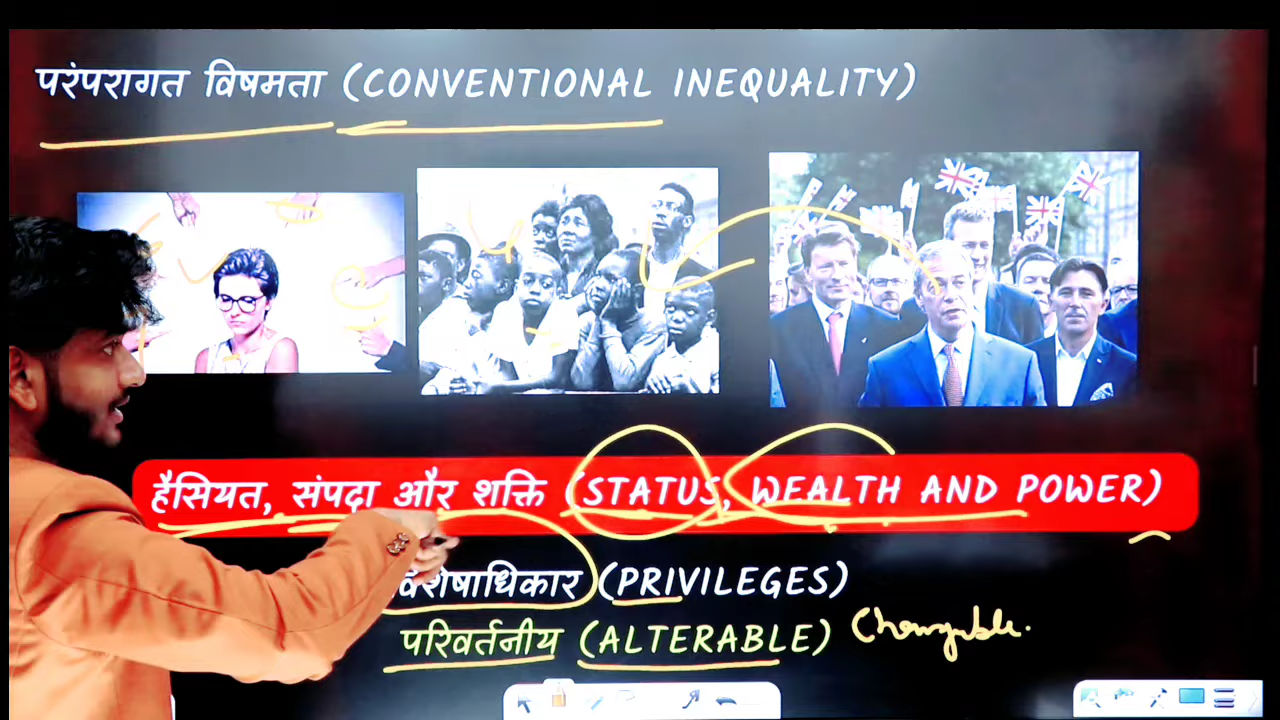 परंपरागत विषमता (CONVENTIONAL INEQUALITY)
हैसियत, संपदा और शक्ति (STATUS, WEALTH AND POWER)
विशेषाधिकार (PRIVILEGES)
परिवर्तनीय (ALTERABLE) Changable.